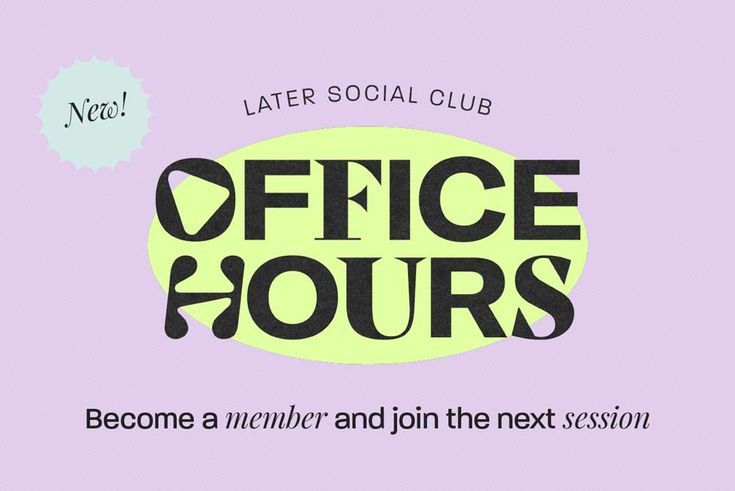 New!
LATER SOCIAL CLUB
OFFICE
HOURS
Become a member and join the next session